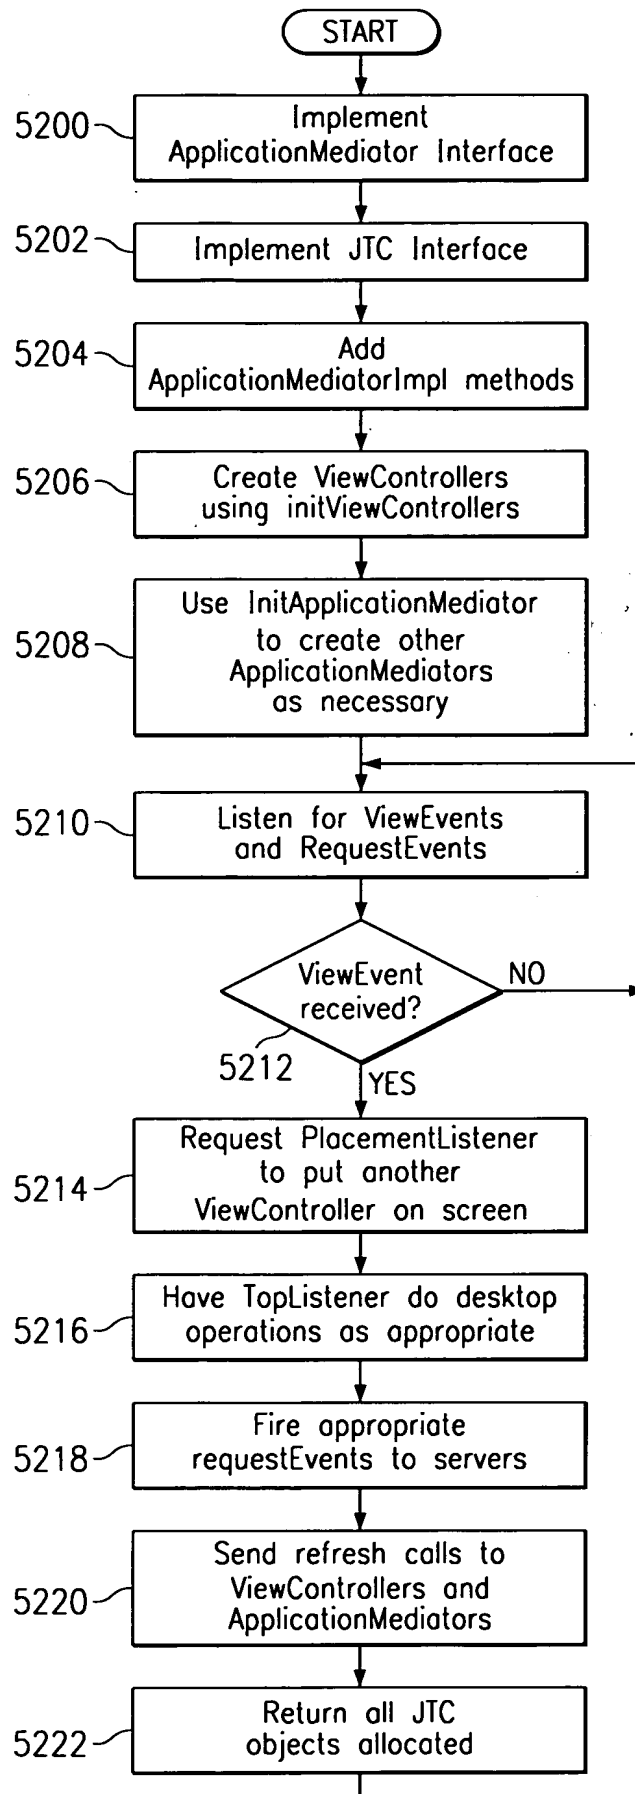 START
5200
Implement
ApplicationMediator Interface
5202
Implement JTC Interface
5204
Add
ApplicationMediatorImpl methods
5206
Create ViewControllers
using initViewControllers
5208
Use InitApplicationMediator
to create other
ApplicationMediators
as necessary
5210
Listen for ViewEvents
and RequestEvents
ViewEvent
received?
NO
5212
YES
5214
Request PlacementListener
to put another
ViewController on screen
5216
Have TopListener do desktop
operations as appropriate
5218
Fire appropriate
requestEvents to servers
5220
Send refresh calls to
ViewControllers and
ApplicationMediators
5222
Return all JTC
objects allocated